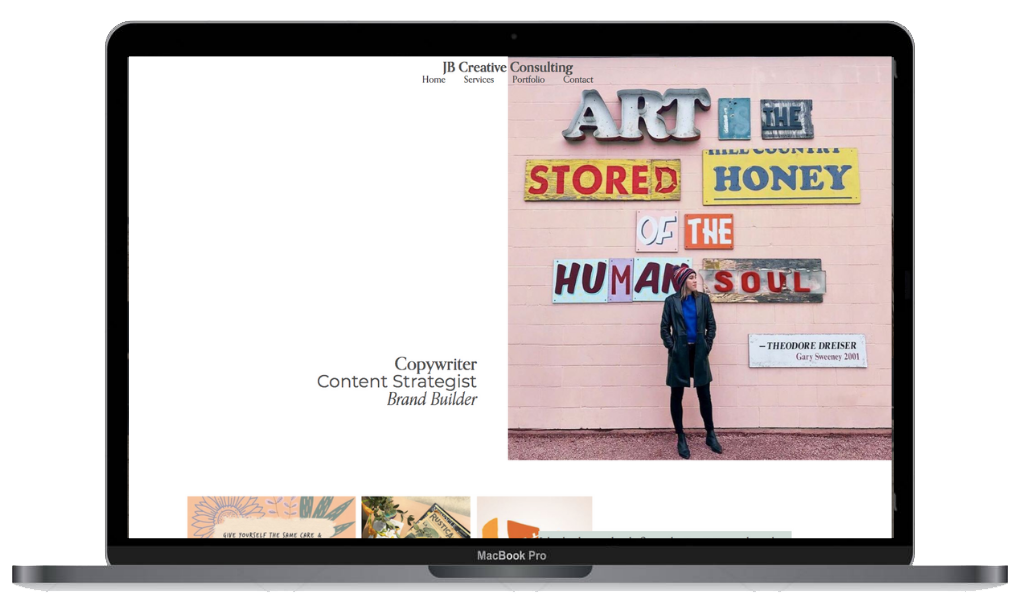 JB Creative Consulting
Home Services Portfolio Contact
ART IS THE
HILL COUNTRY
STORED HONEY
OF THE
HUMAN SOUL
—THEODORE DREISER
Gary Sweeney 2001
Copywriter
Content Strategist
Brand Builder
GIVE YOURSELF THE SAME CARE &
RUSTICA
MacBook Pro